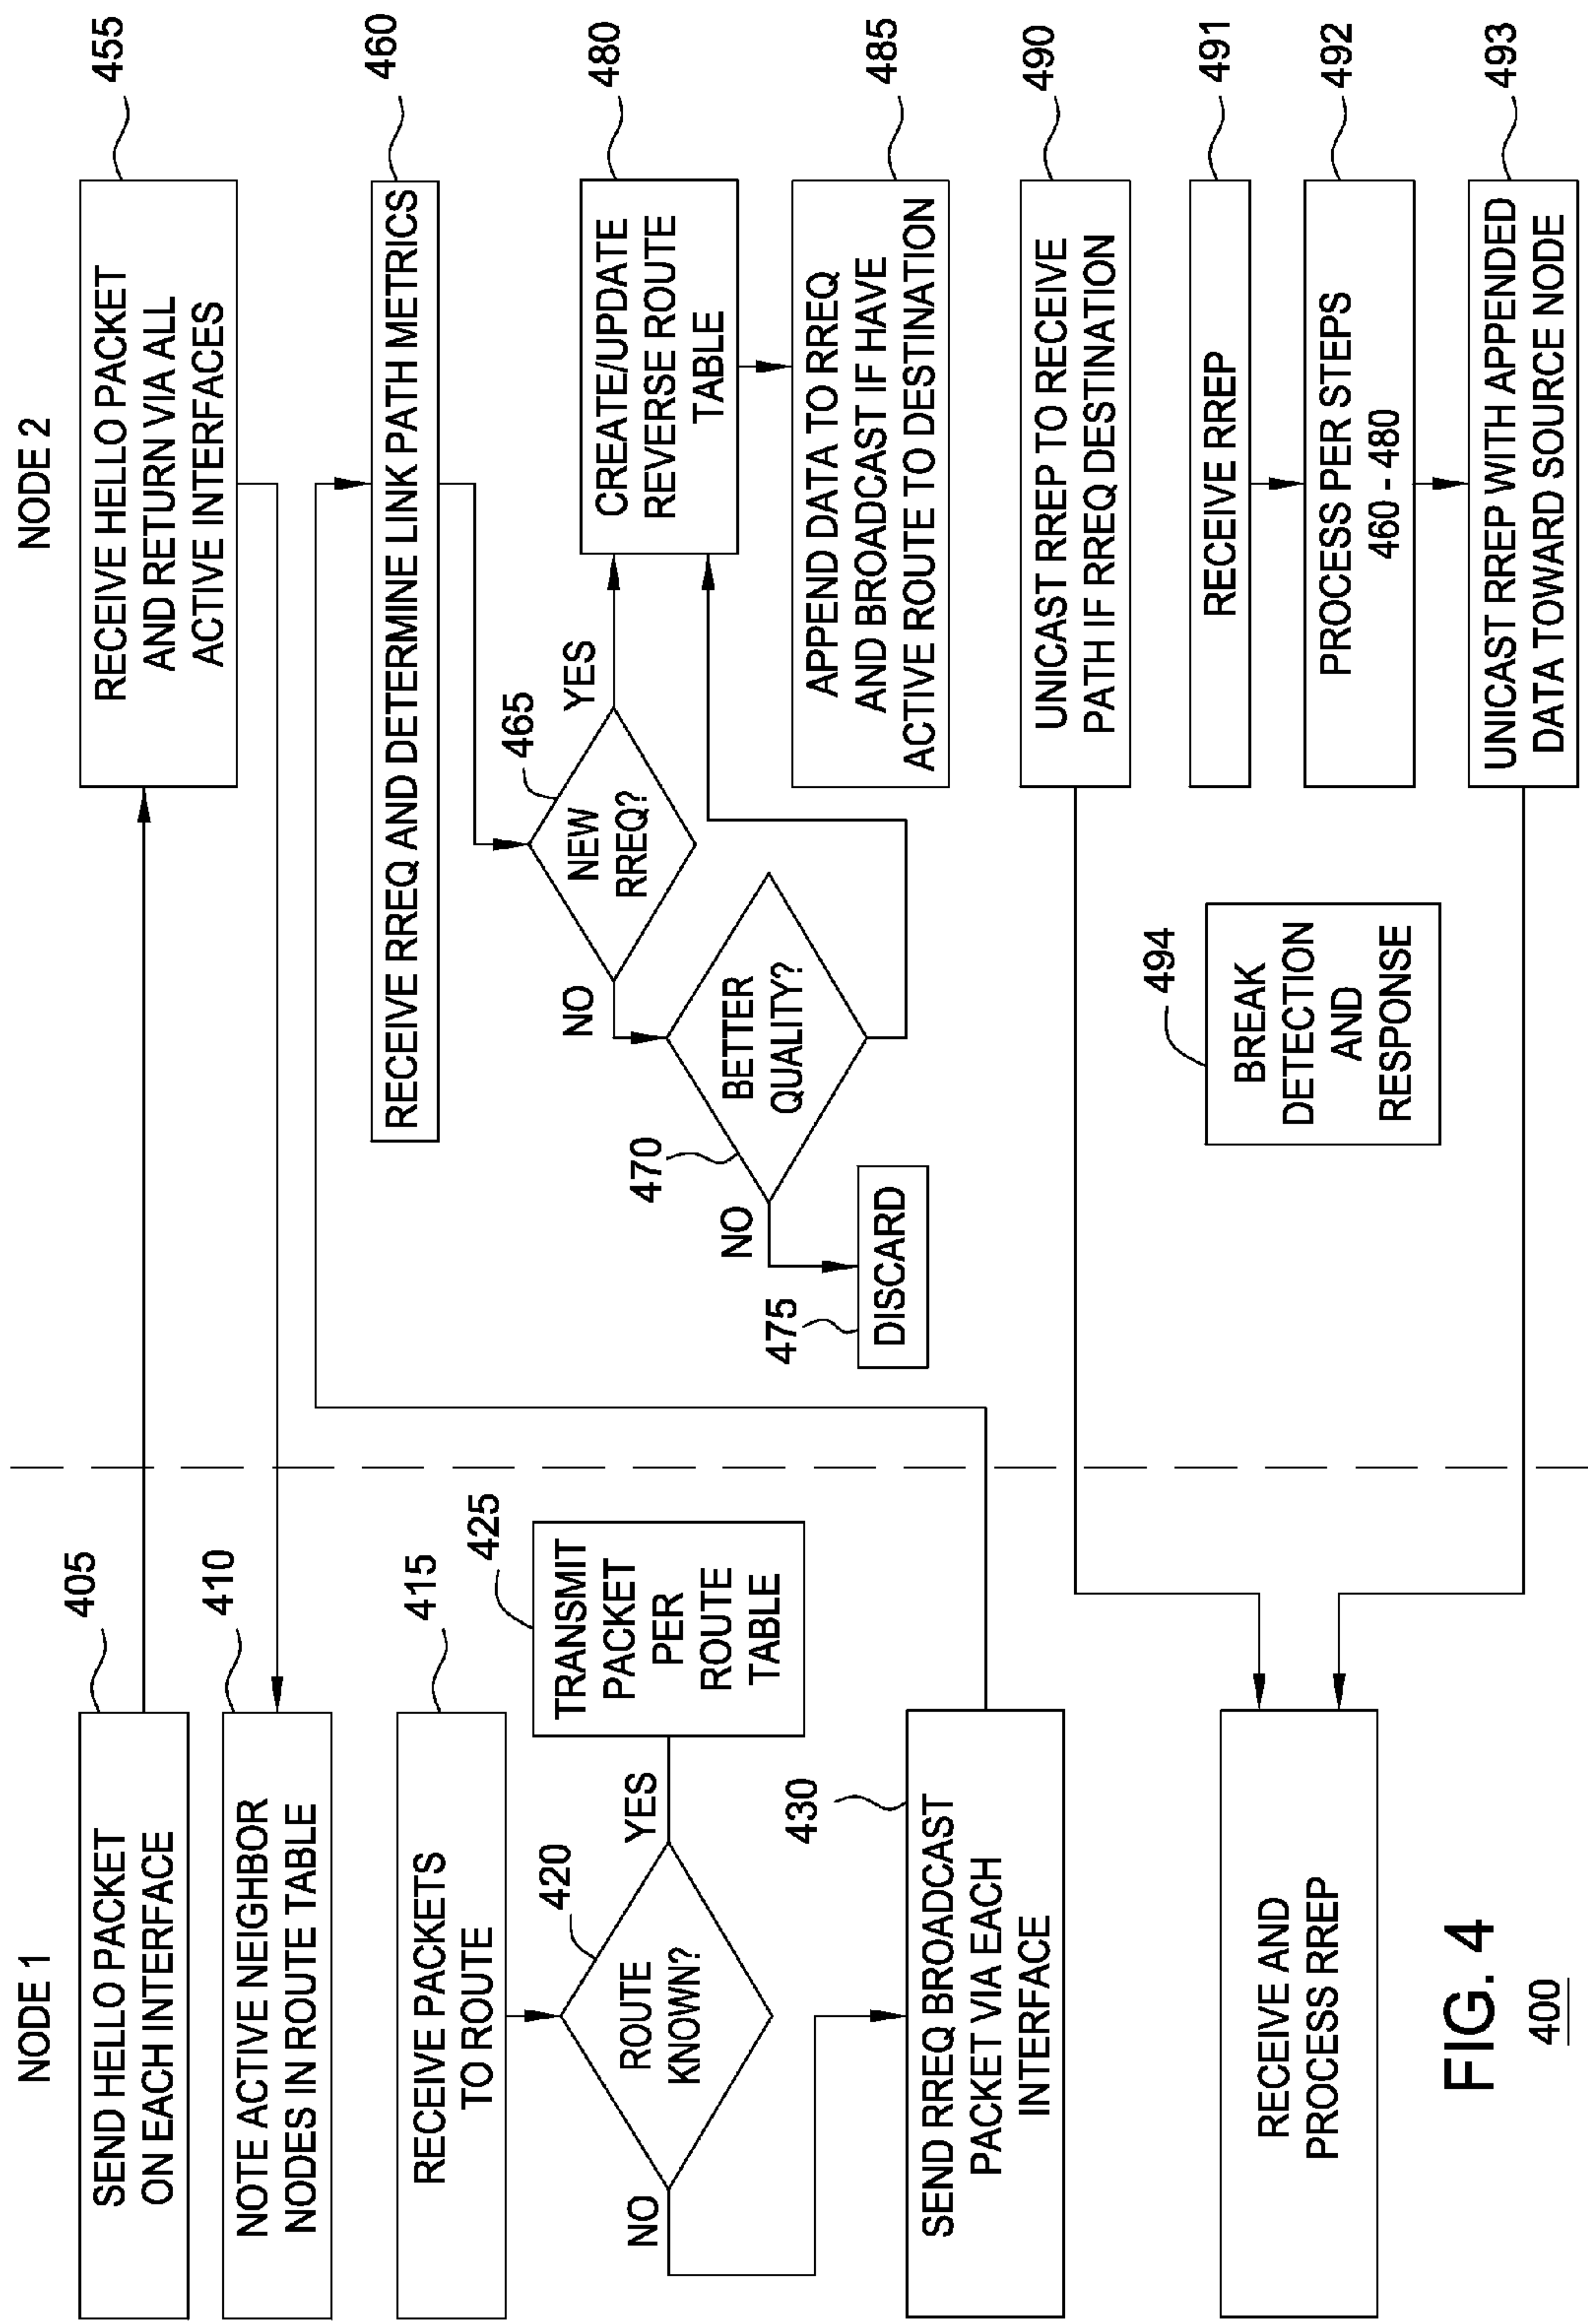 NODE 1
NODE 2
405
SEND HELLO PACKET
ON EACH INTERFACE
455
RECEIVE HELLO PACKET
AND RETURN VIA ALL
ACTIVE INTERFACES
410
NOTE ACTIVE NEIGHBOR
NODES IN ROUTE TABLE
415
RECEIVE PACKETS
TO ROUTE
420
ROUTE
KNOWN?
YES
NO
425
TRANSMIT
PACKET
PER
ROUTE
TABLE
430
SEND RREQ BROADCAST
PACKET VIA EACH
INTERFACE
RECEIVE AND
PROCESS RREP
460
RECEIVE RREQ AND DETERMINE LINK PATH METRICS
465
NEW
RREQ?
YES
NO
470
BETTER
QUALITY?
NO
475
DISCARD
480
CREATE/UPDATE
REVERSE ROUTE
TABLE
485
APPEND DATA TO RREQ
AND BROADCAST IF HAVE
ACTIVE ROUTE TO DESTINATION
490
UNICAST RREP TO RECEIVE
PATH IF RREQ DESTINATION
491
RECEIVE RREP
492
PROCESS PER STEPS
460 - 480
493
UNICAST RREP WITH APPENDED
DATA TOWARD SOURCE NODE
494
BREAK
DETECTION
AND
RESPONSE
FIG. 4
400